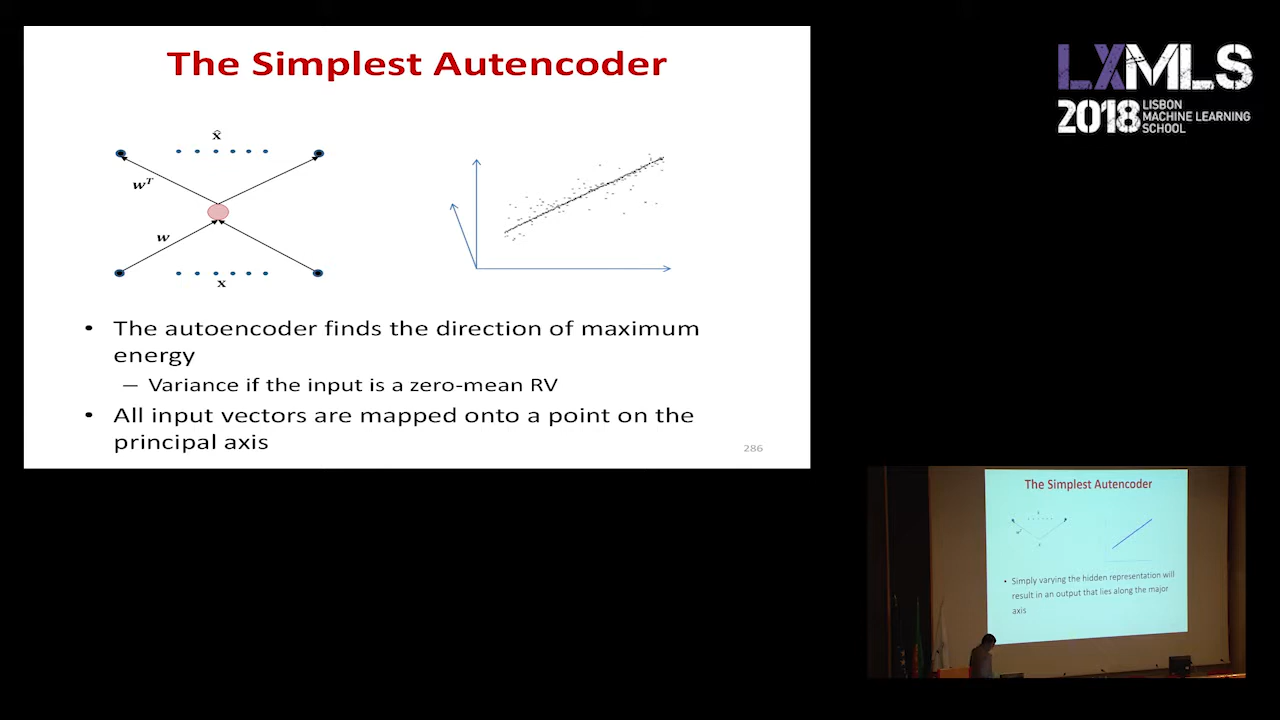 The Simplest Autencoder
x̂
w^T
w
x
• The autoencoder finds the direction of maximum
energy
– Variance if the input is a zero-mean RV
• All input vectors are mapped onto a point on the
principal axis
286
LXMLS
2018 LISBON
MACHINE LEARNING
SCHOOL
The Simplest Autencoder
• Simply varying the hidden representation will
result in an output that lies along the major
axis